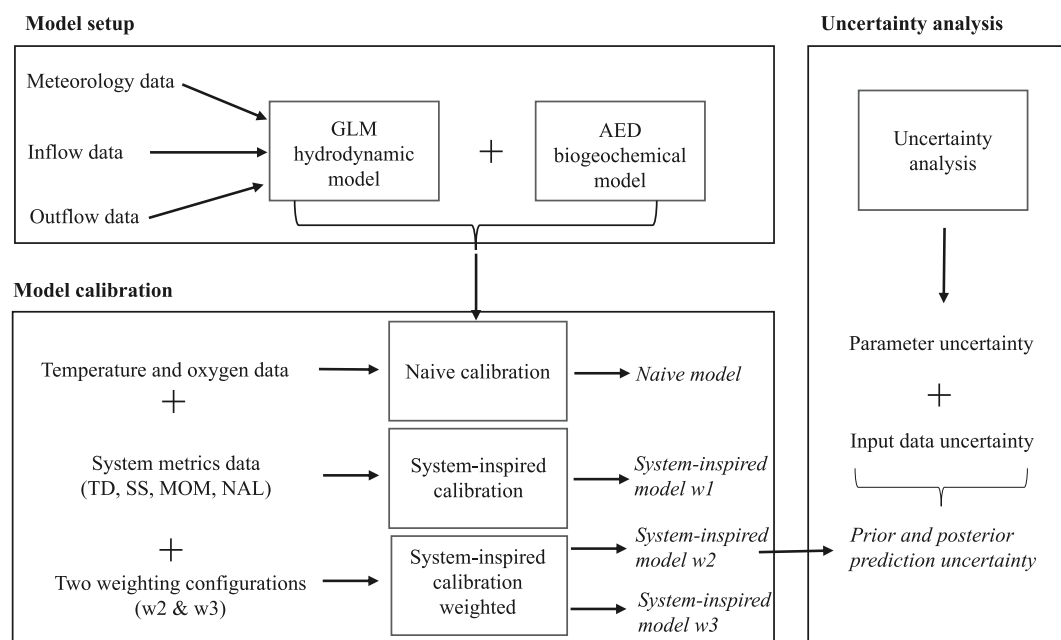 Model setup
Meteorology data
Inflow data
Outflow data
GLM
hydrodynamic
model
+
AED
biogeochemical
model
Model calibration
Temperature and oxygen data
+
System metrics data
(TD, SS, MOM, NAL)
+
Two weighting configurations
(w2 & w3)
Naive calibration
System-inspired
calibration
System-inspired
calibration
weighted
Naive model
System-inspired
model w1
System-inspired
model w2
System-inspired
model w3
Uncertainty analysis
Uncertainty
analysis
Parameter uncertainty
+
Input data uncertainty
Prior and posterior
prediction uncertainty